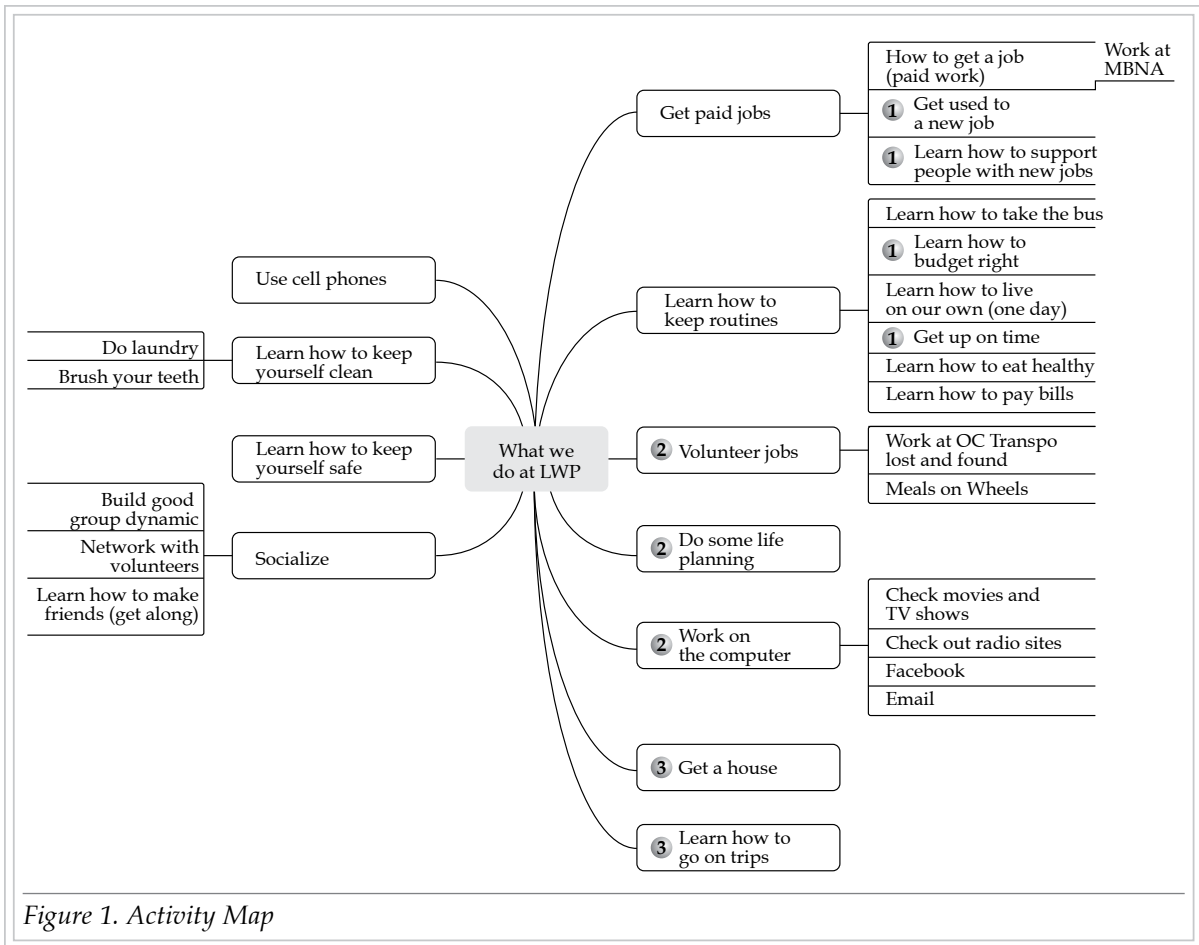 How to get a job
(paid work)
Work at
MBNA
Get paid jobs
1 Get used to
a new job
1 Learn how to support
people with new jobs
Learn how to take the bus
1 Learn how to
budget right
Learn how to keep routines
Learn how to live
on our own (one day)
1 Get up on time
Learn how to eat healthy
Learn how to pay bills
Use cell phones
Do laundry
Brush your teeth
Learn how to keep
yourself clean
Learn how to keep
yourself safe
What we
do at LWP
2 Volunteer jobs
Work at OC Transpo
lost and found
Meals on Wheels
Build good
group dynamic
Network with
volunteers
Learn how to make
friends (get along)
Socialize
2 Do some life
planning
2 Work on
the computer
Check movies and
TV shows
Check out radio sites
Facebook
Email
3 Get a house
3 Learn how to
go on trips
Figure 1. Activity Map